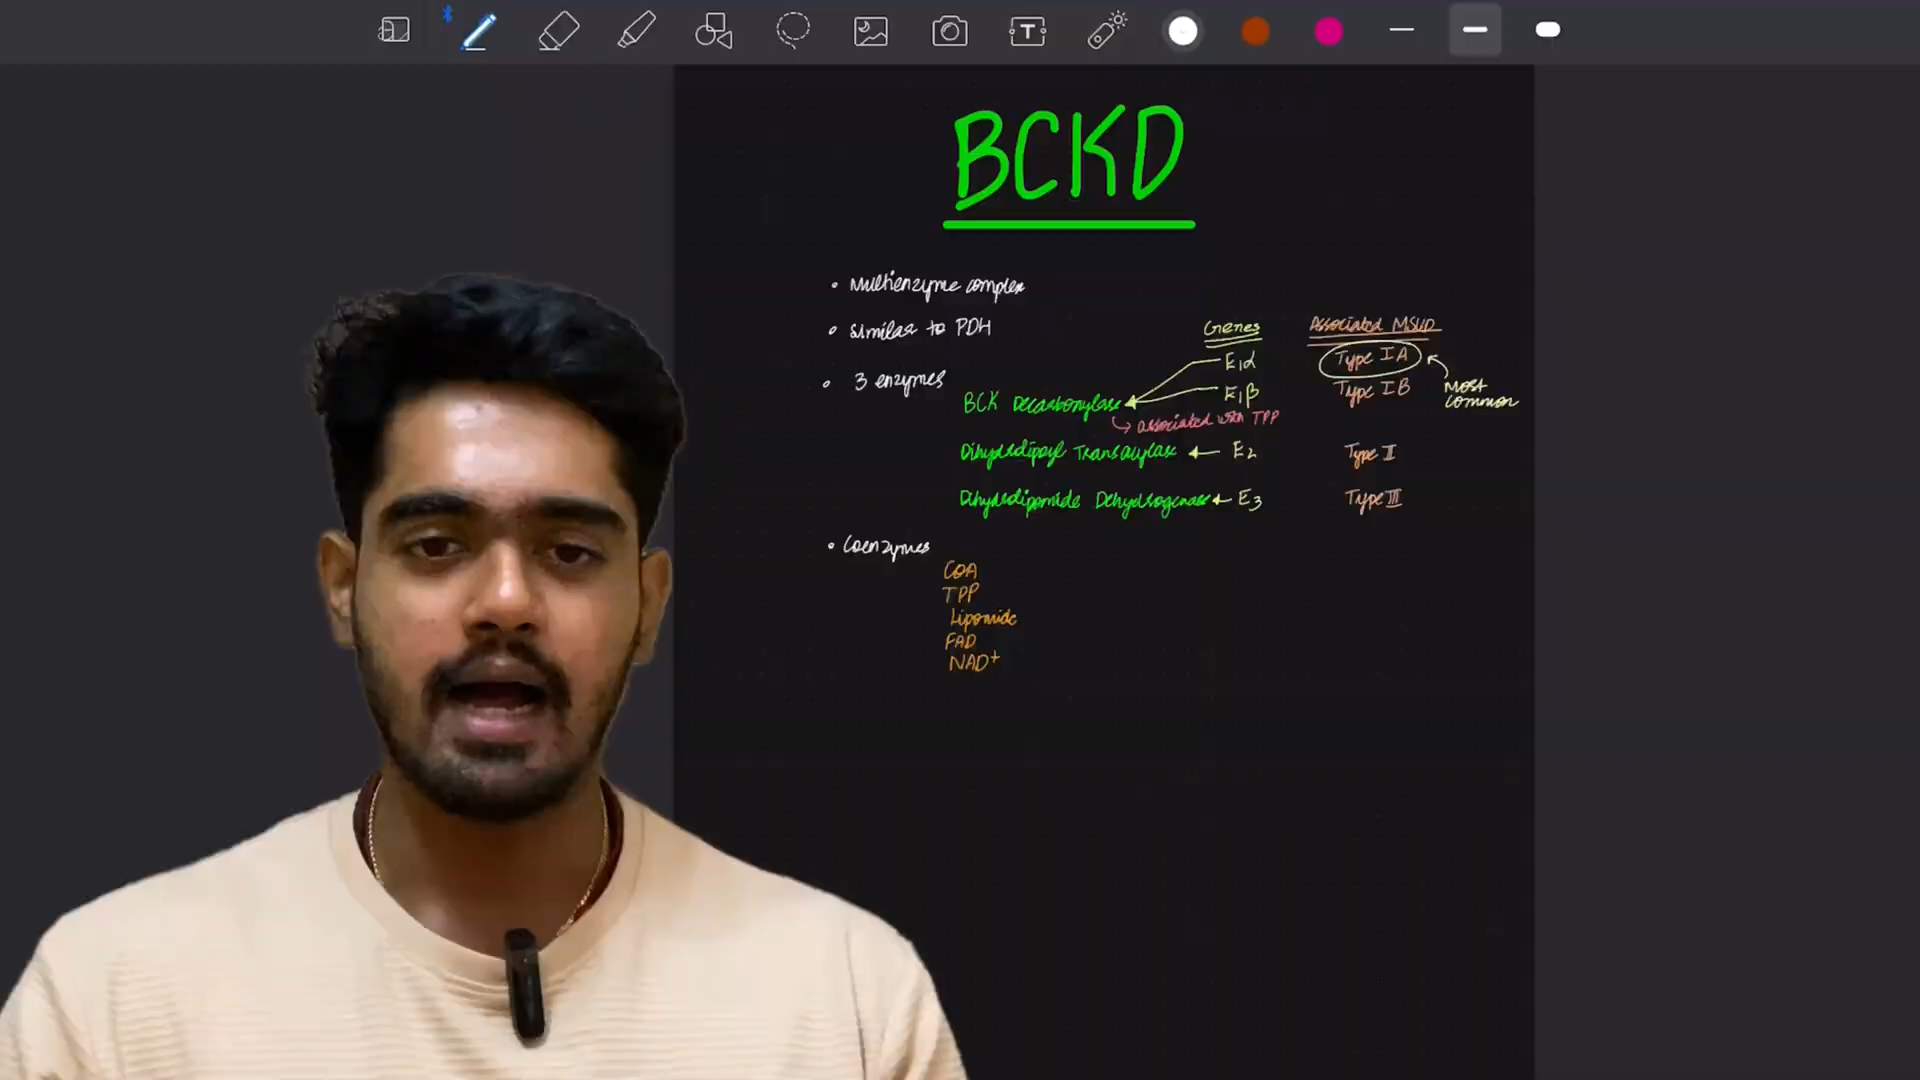 BCKD
• Multienzyme complex
• similar to PDH
Genes Associated MSUD
E1α Type IA
• 3 enzymes E1β Type IB Most common
BCK Decarboxylase
↳ associated with TPP
Dihydrolipoyl Transacylase ← E2 Type II
Dihydrolipomide Dehydrogenase ← E3 Type III
• Coenzymes
COA
TPP
Lipomide
FAD
NAD+
T